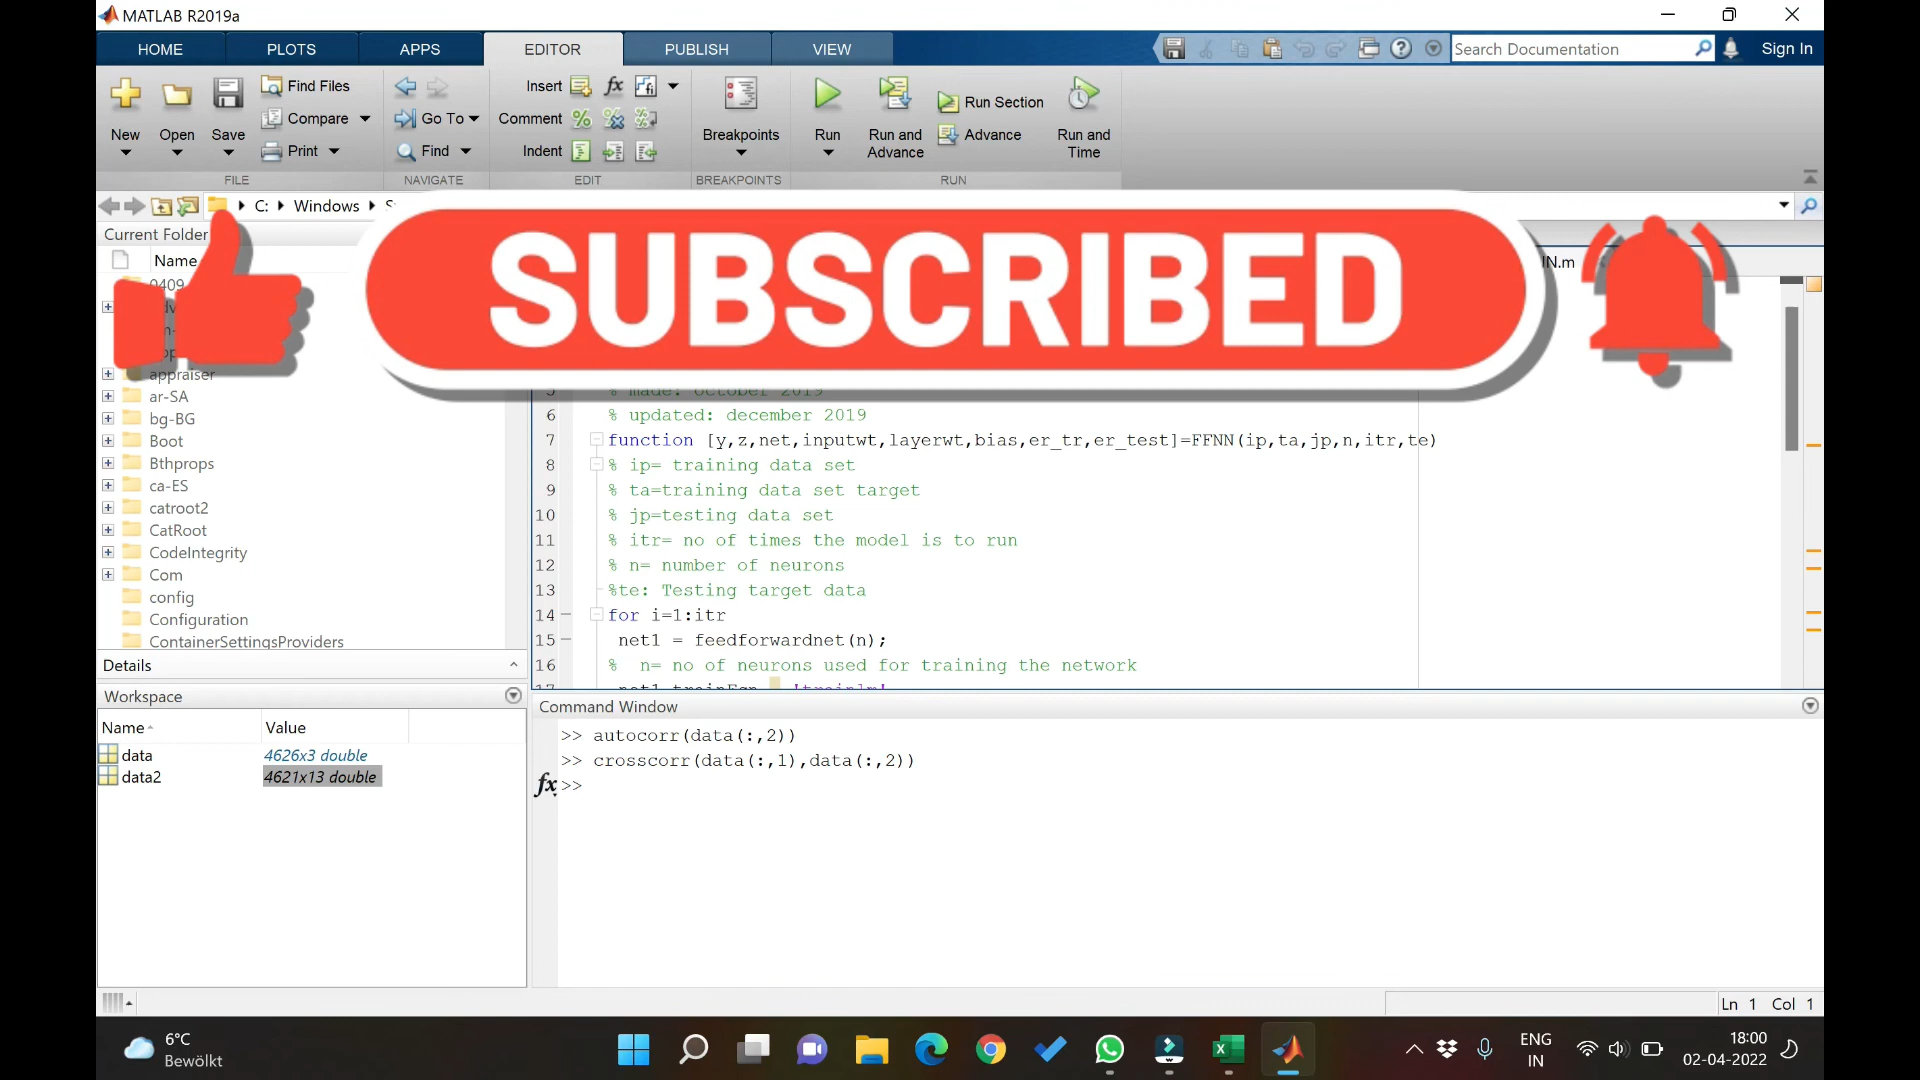 MATLAB R2019a
HOME PLOTS APPS EDITOR PUBLISH VIEW
Search Documentation
Sign In
New
Open
Save
Find Files
Compare
Print
FILE
Go To
Find
NAVIGATE
Insert fx
Comment
Indent
EDIT
Breakpoints
BREAKPOINTS
Run
Run and
Advance
Run Section
Advance
Run and
Time
RUN
C: Windows
SUBSCRIBED
Current Folder
Name
0409
appraiser
ar-SA
bg-BG
Boot
Bthprops
ca-ES
catroot2
CatRoot
CodeIntegrity
Com
config
Configuration
ContainerSettingsProviders
Details
Workspace
Name Value
data 4626x3 double
data2 4621x13 double
IN.m
5 % made: october 2019
6 % updated: december 2019
7 function [y,z,net,inputwt,layerwt,bias,er_tr,er_test]=FFNN(ip,ta,jp,n,itr,te)
8 % ip= training data set
9 % ta=training data set target
10 % jp=testing data set
11 % itr= no of times the model is to run
12 % n= number of neurons
13 %te: Testing target data
14 for i=1:itr
15 net1 = feedforwardnet(n);
16 % n= no of neurons used for training the network
Command Window
>> autocorr(data(:,2))
>> crosscorr(data(:,1),data(:,2))
fx >>
Ln 1 Col 1
6°C
Bewölkt
ENG
IN
18:00
02-04-2022